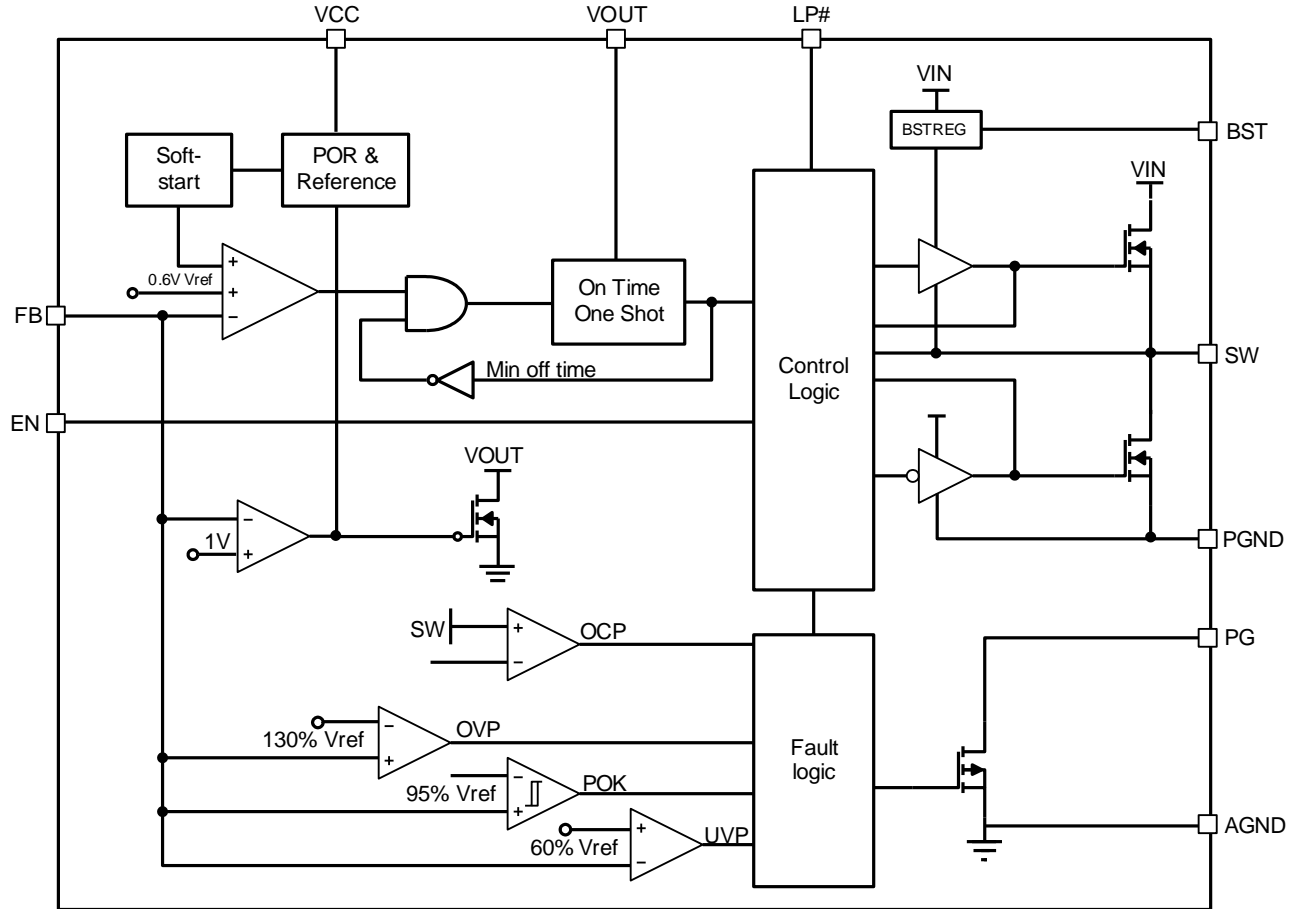 VCC
VOUT
LP#
VIN
BSTREG
BST
Soft-
start
POR &
Reference
VIN
0.6V Vref
+
+
−
FB
On Time
One Shot
Min off time
Control
Logic
SW
EN
VOUT
−
1V
+
PGND
SW
+
−
OCP
PG
130% Vref
−
+
OVP
Fault
logic
95% Vref
−
+
POK
60% Vref
+
−
UVP
AGND